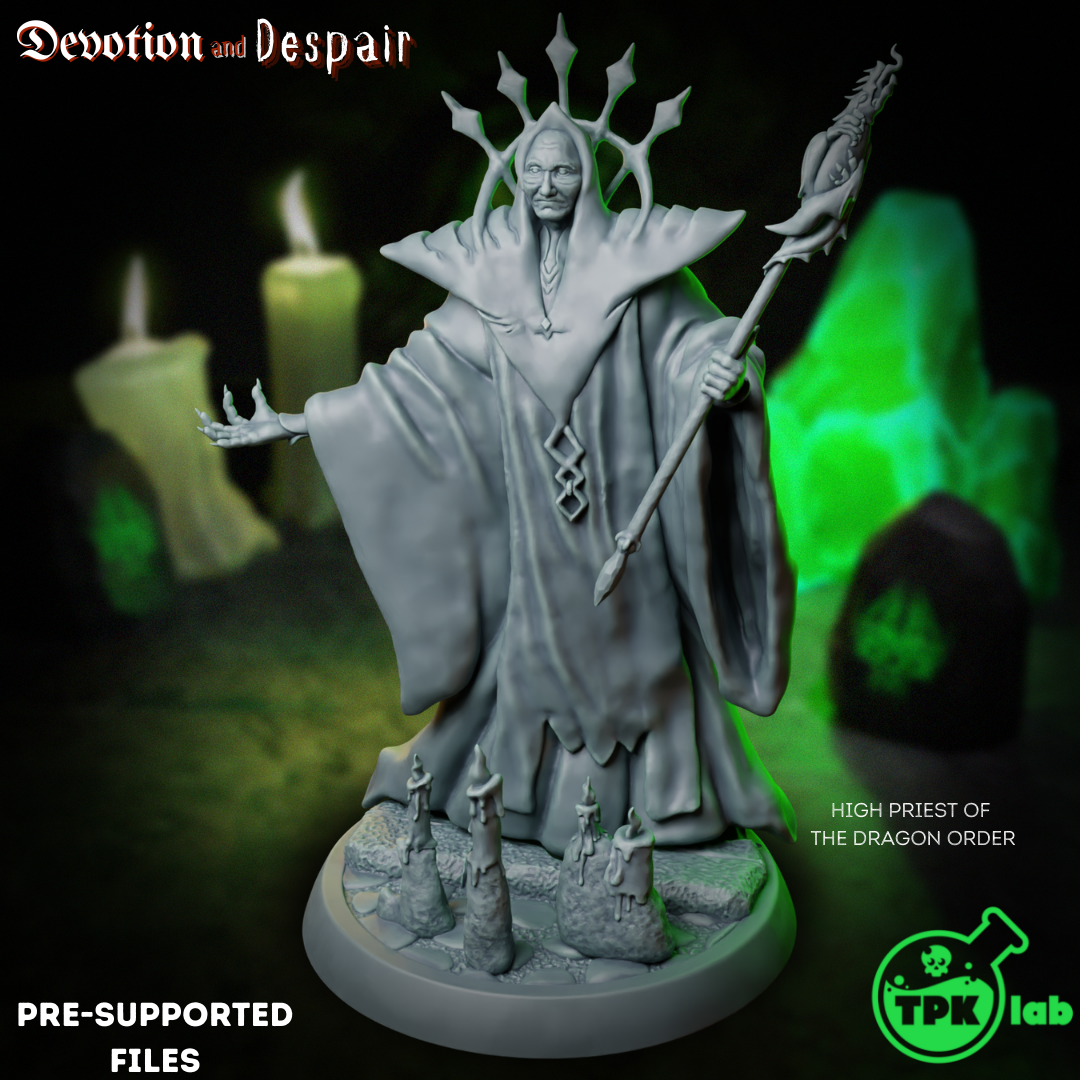 Devotion and Despair
HIGH PRIEST OF
THE DRAGON ORDER
PRE-SUPPORTED
FILES
TPK lab